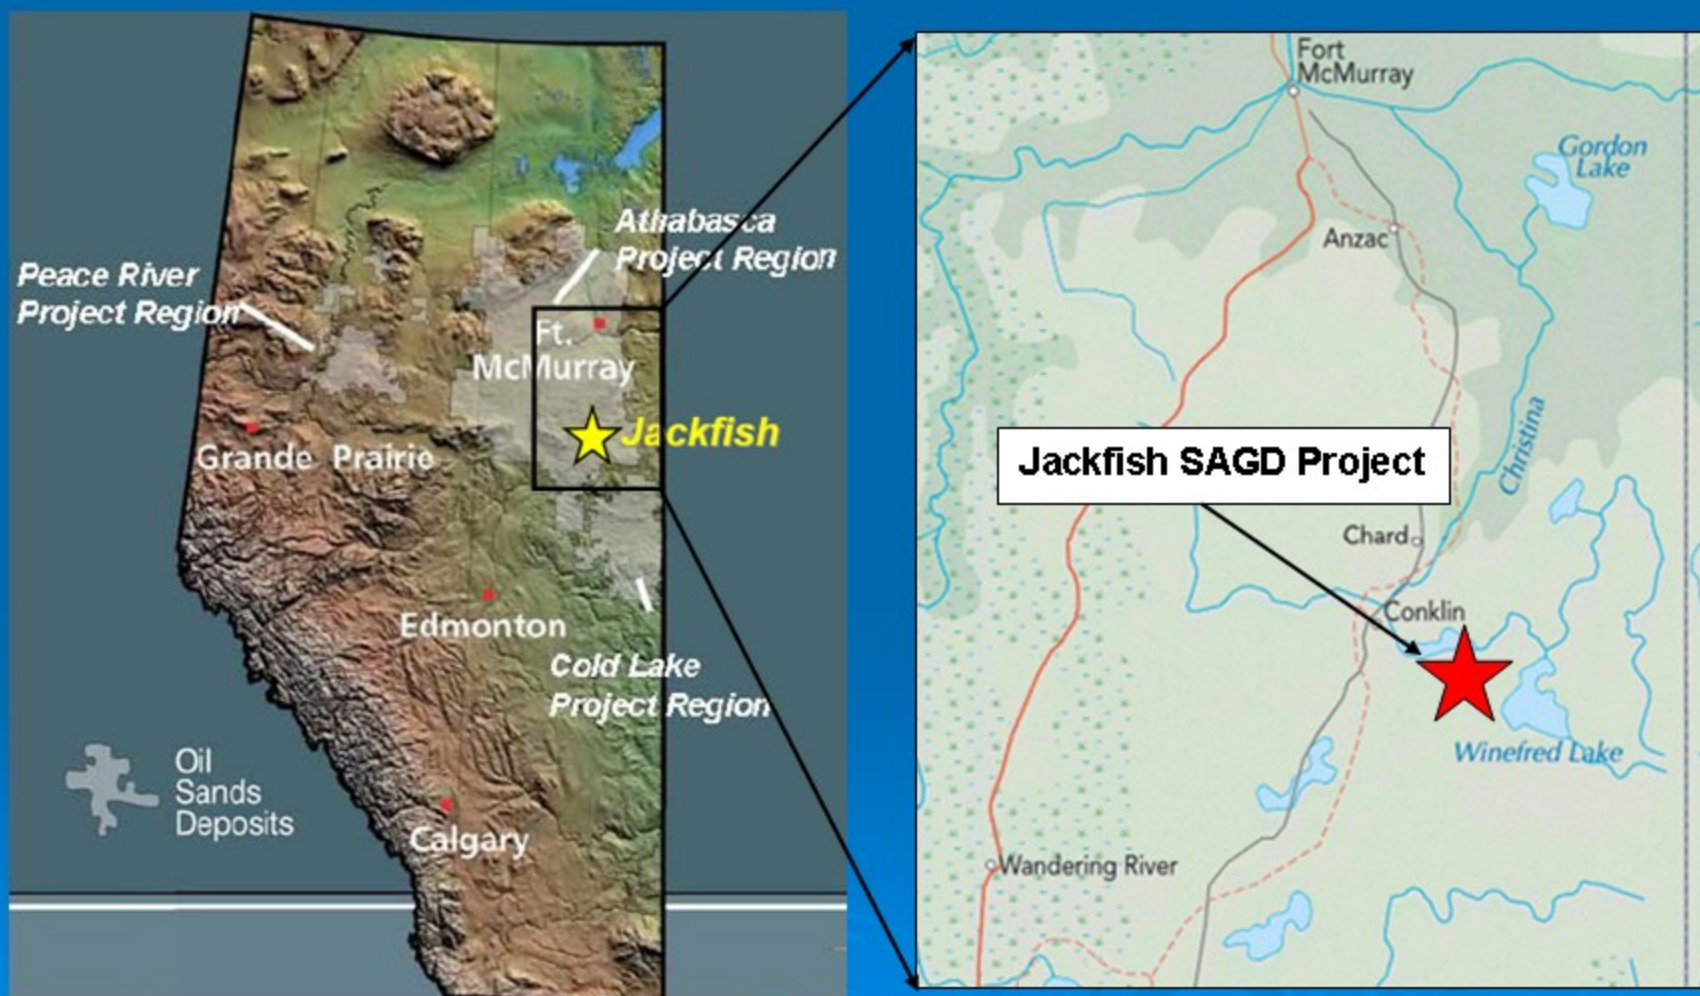 Athabasca
Project Region
Peace River
Project Region
Ft.
McMurray
Jackfish
Grande Prairie
Edmonton
Cold Lake
Project Region
Oil
Sands
Deposits
Calgary
Fort
McMurray
Gordon
Lake
Anzac
Christina
Jackfish SAGD Project
Chard
Conklin
Winefred Lake
Wandering River